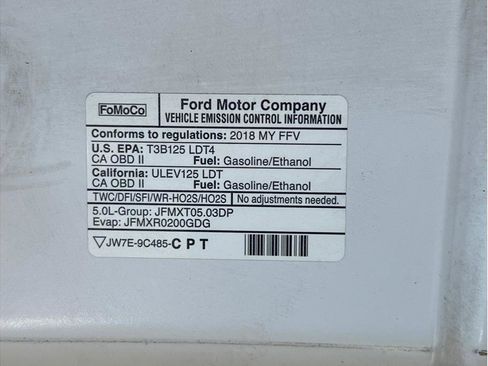 FoMoCo
Ford Motor Company
VEHICLE EMISSION CONTROL INFORMATION
Conforms to regulations: 2018 MY FFV
U.S. EPA: T3B125 LDT4
CA OBD II Fuel: Gasoline/Ethanol
California: ULEV125 LDT
CA OBD II Fuel: Gasoline/Ethanol
TWC/DFI/SFI/WR-HO2S/HO2S No adjustments needed.
5.0L-Group: JFMXT05.03DP
Evap: JFMXR0200GDG
JW7E-9C485-CPT